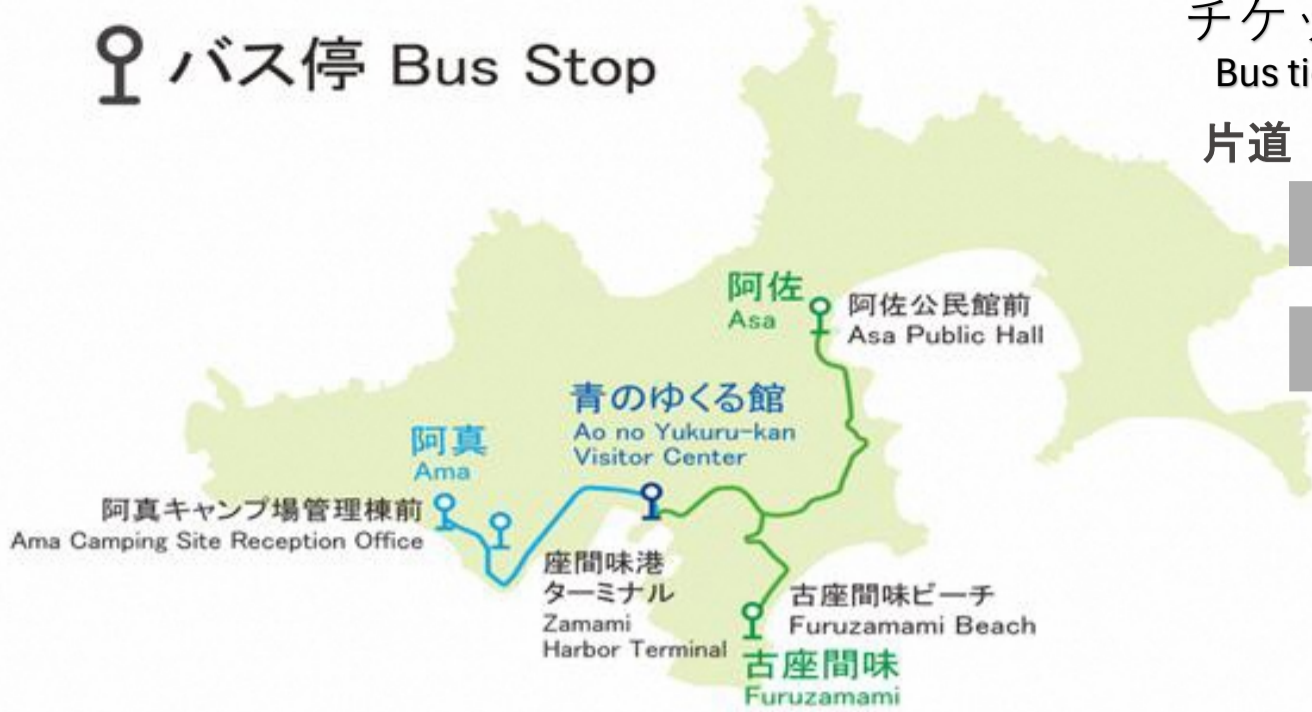 バス停 Bus Stop
チケッ
Bus ti
片道
阿佐
Asa
阿佐公民館前
Asa Public Hall
青のゆくる館
Ao no Yukuru-kan
Visitor Center
阿真
Ama
阿真キャンプ場管理棟前
Ama Camping Site Reception Office
座間味港
ターミナル
Zamami
Harbor Terminal
古座間味ビーチ
Furuzamami Beach
古座間味
Furuzamami